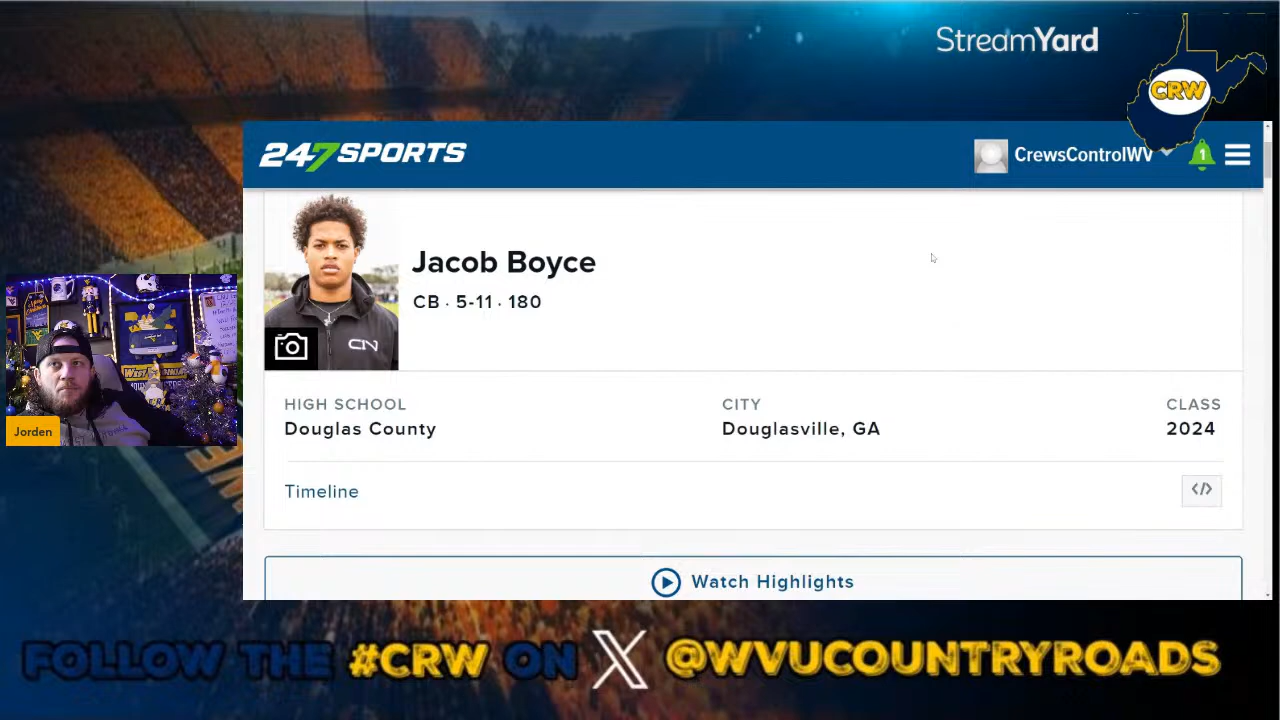 StreamYard
CRW
247SPORTS
CrewsControlWV
1
Jacob Boyce
CB · 5-11 · 180
CN
HIGH SCHOOL
Douglas County
CITY
Douglasville, GA
CLASS
2024
Timeline
</>
Watch Highlights
Jorden
FOLLOW THE #CRW ON X @WVUCOUNTRYROADS